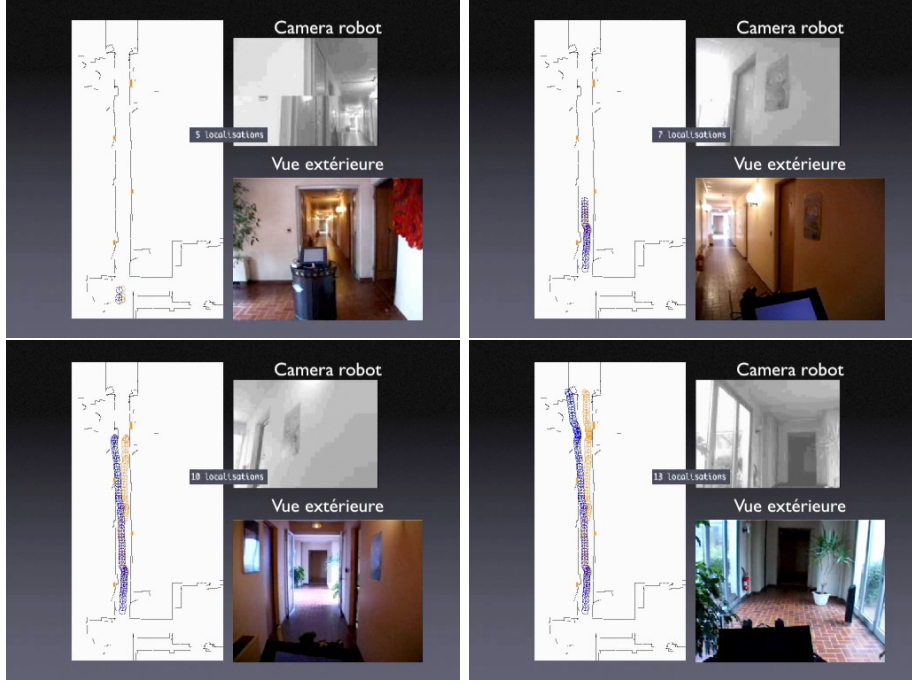 Camera robot
5 localisations
Vue extérieure
Camera robot
7 localisations
Vue extérieure
Camera robot
10 localisations
Vue extérieure
Camera robot
13 localisations
Vue extérieure